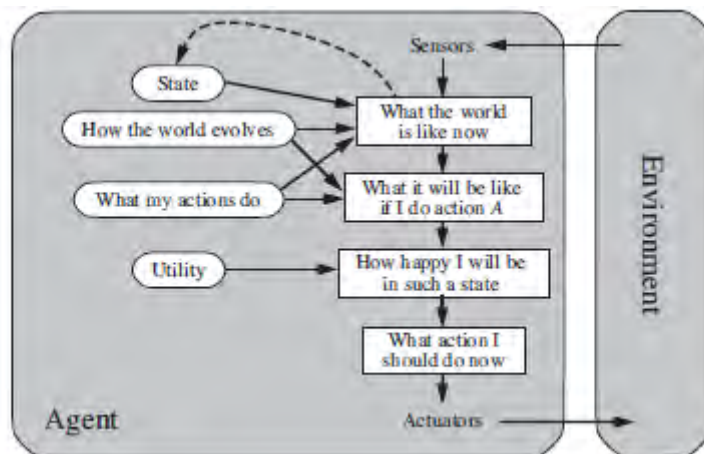 Sensors
State
What the world
is like now
How the world evolves
What my actions do
What it will be like
if I do action A
Utility
How happy I will be
in such a state
What action I
should do now
Agent
Actuators
Environment